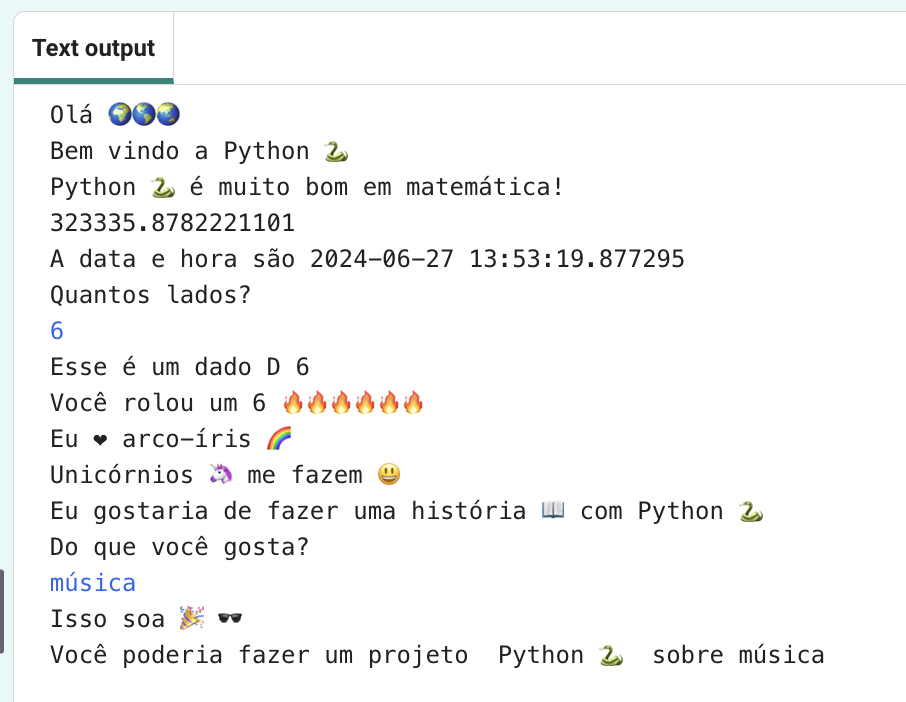 Text output
Olá 🌍🌎🌏
Bem vindo a Python 🐍
Python 🐍 é muito bom em matemática!
323335.8782221101
A data e hora são 2024-06-27 13:53:19.877295
Quantos lados?
6
Esse é um dado D 6
Você rolou um 6 🔥🔥🔥🔥🔥🔥
Eu ❤ arco-íris 🌈
Unicórnios 🦄 me fazem 😃
Eu gostaria de fazer uma história 📖 com Python 🐍
Do que você gosta?
música
Isso soa 🎉 🕶️
Você poderia fazer um projeto  Python 🐍  sobre música